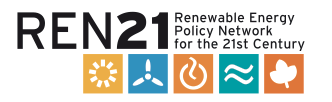 REN21 Renewable Energy
Policy Network
for the 21st Century